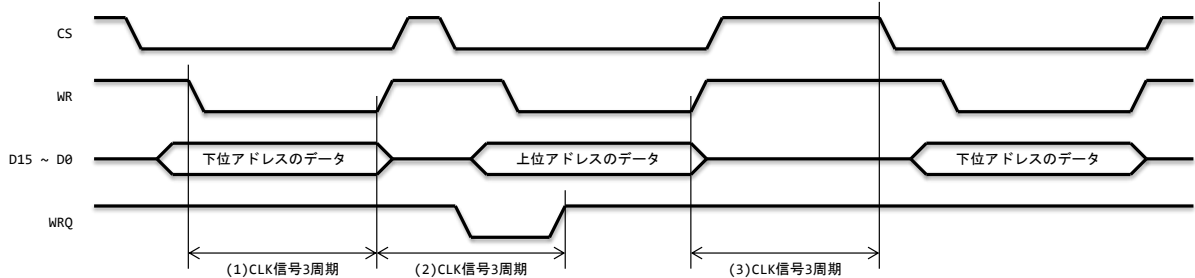 CS
WR
D15 ~ D0
下位アドレスのデータ
上位アドレスのデータ
下位アドレスのデータ
WRQ
(1)CLK信号3周期
(2)CLK信号3周期
(3)CLK信号3周期